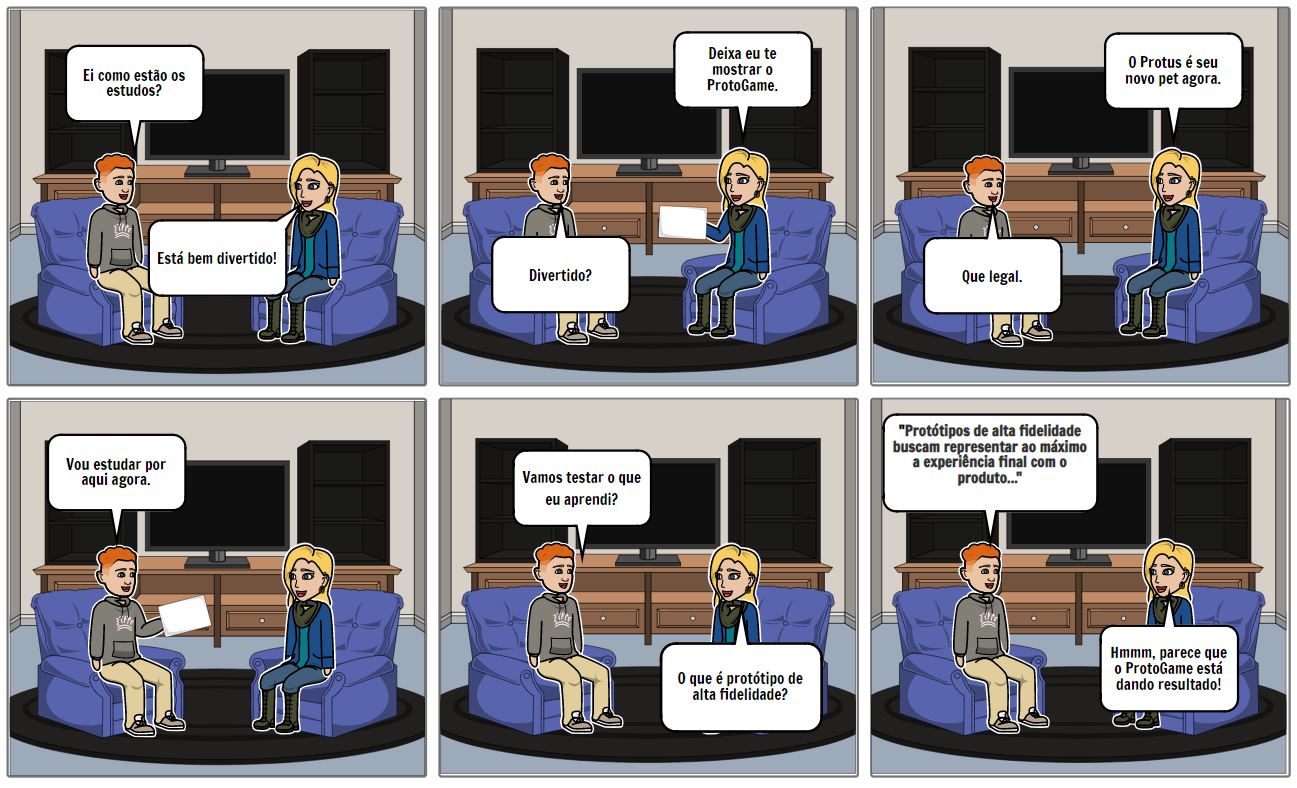 Ei como estão os
estudos?
Está bem divertido!
Deixa eu te
mostrar o
ProtoGame.
Divertido?
O Protus é seu
novo pet agora.
Que legal.
Vou estudar por
aqui agora.
Vamos testar o que
eu aprendi?
O que é protótipo de
alta fidelidade?
"Protótipos de alta fidelidade
buscam representar ao máximo
a experiência final com o
produto..."
Hmmm, parece que
o ProtoGame está
dando resultado!